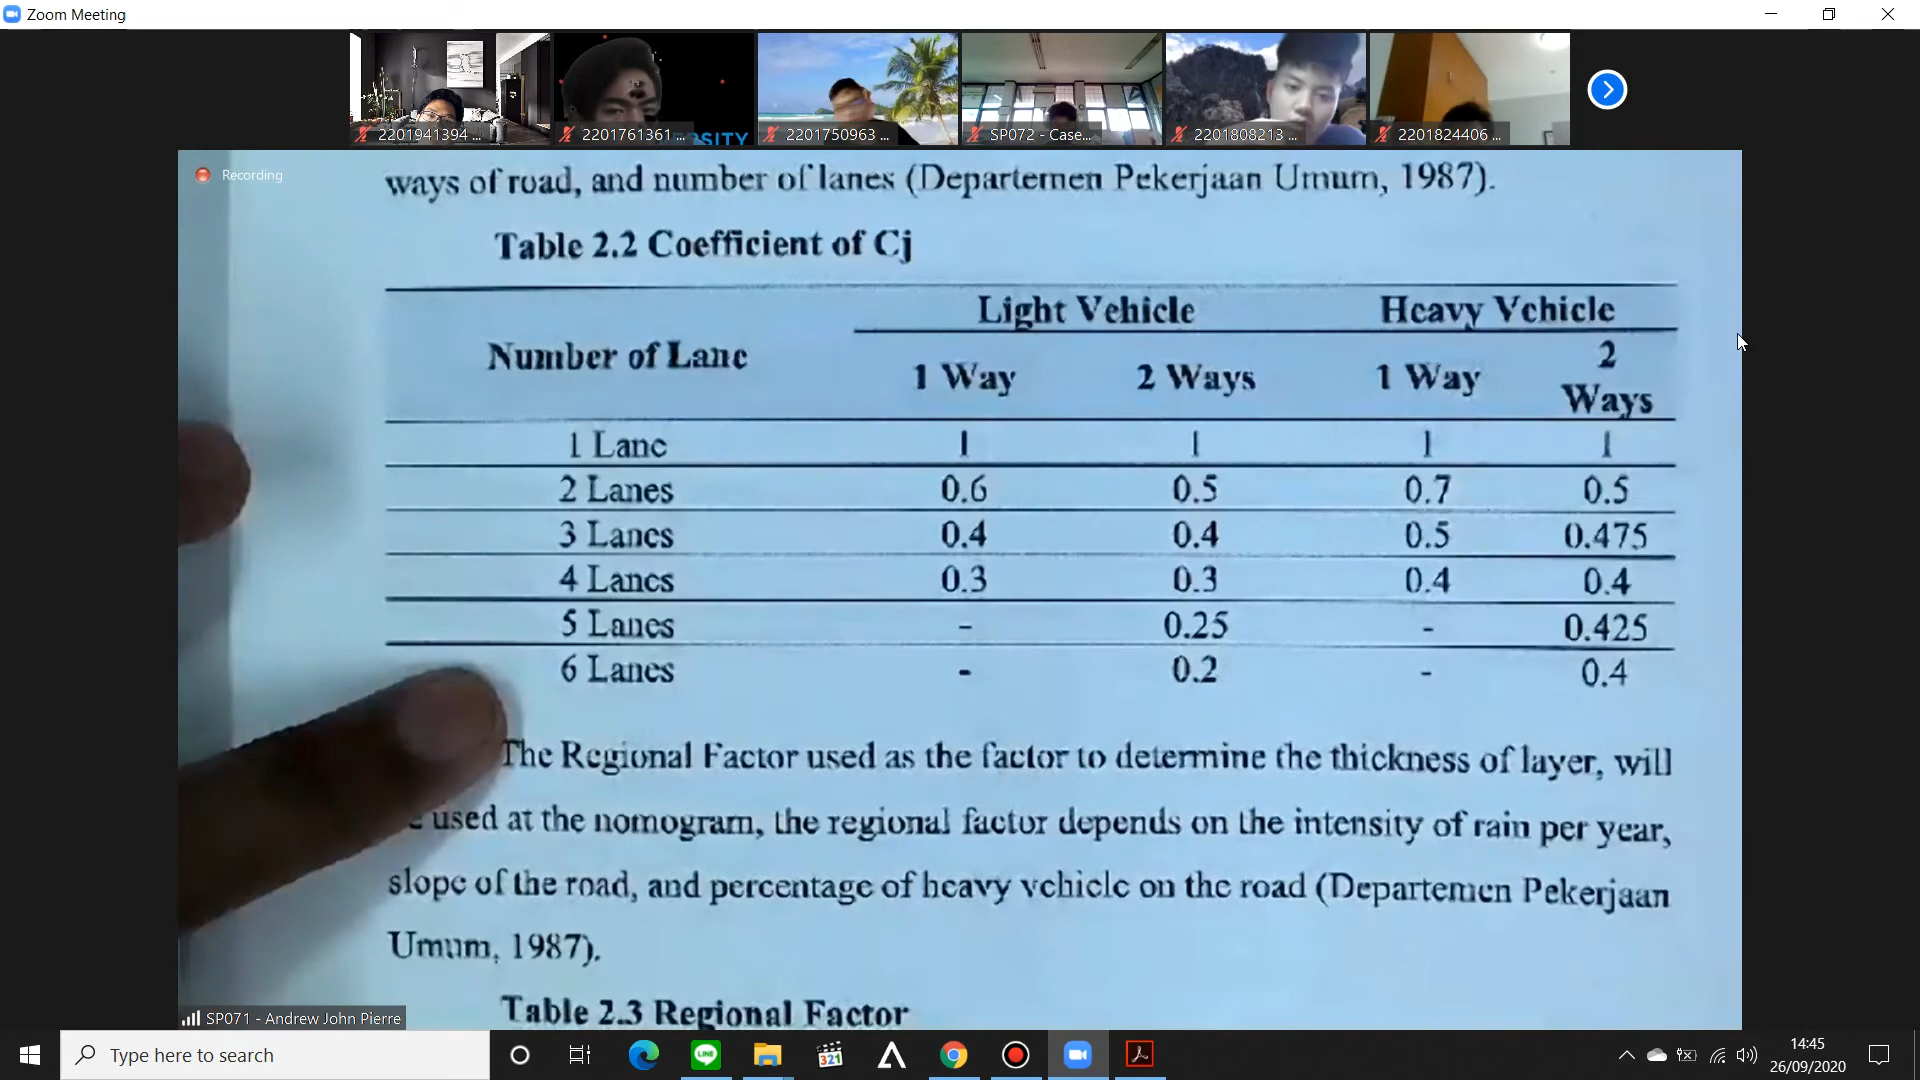 Zoom Meeting
2201941394 ...
2201761361 ...
RSITY
2201750963 ...
SP072 - Case...
2201808213 ...
2201824406 ...
Recording
ways of road, and number of lanes (Departemen Pekerjaan Umum, 1987).
Table 2.2 Coefficient of Cj
Number of Lane Light Vehicle Heavy Vehicle
1 Way 2 Ways 1 Way 2 Ways
1 Lane 1 1 1 1
2 Lanes 0.6 0.5 0.7 0.5
3 Lanes 0.4 0.4 0.5 0.475
4 Lanes 0.3 0.3 0.4 0.4
5 Lanes - 0.25 - 0.425
6 Lanes - 0.2 - 0.4
The Regional Factor used as the factor to determine the thickness of layer, will
used at the nomogram, the regional factor depends on the intensity of rain per year,
slope of the road, and percentage of heavy vehicle on the road (Departemen Pekerjaan
Umum, 1987).
Table 2.3 Regional Factor
SP071 - Andrew John Pierre
Type here to search
LINE
321
14:45
26/09/2020